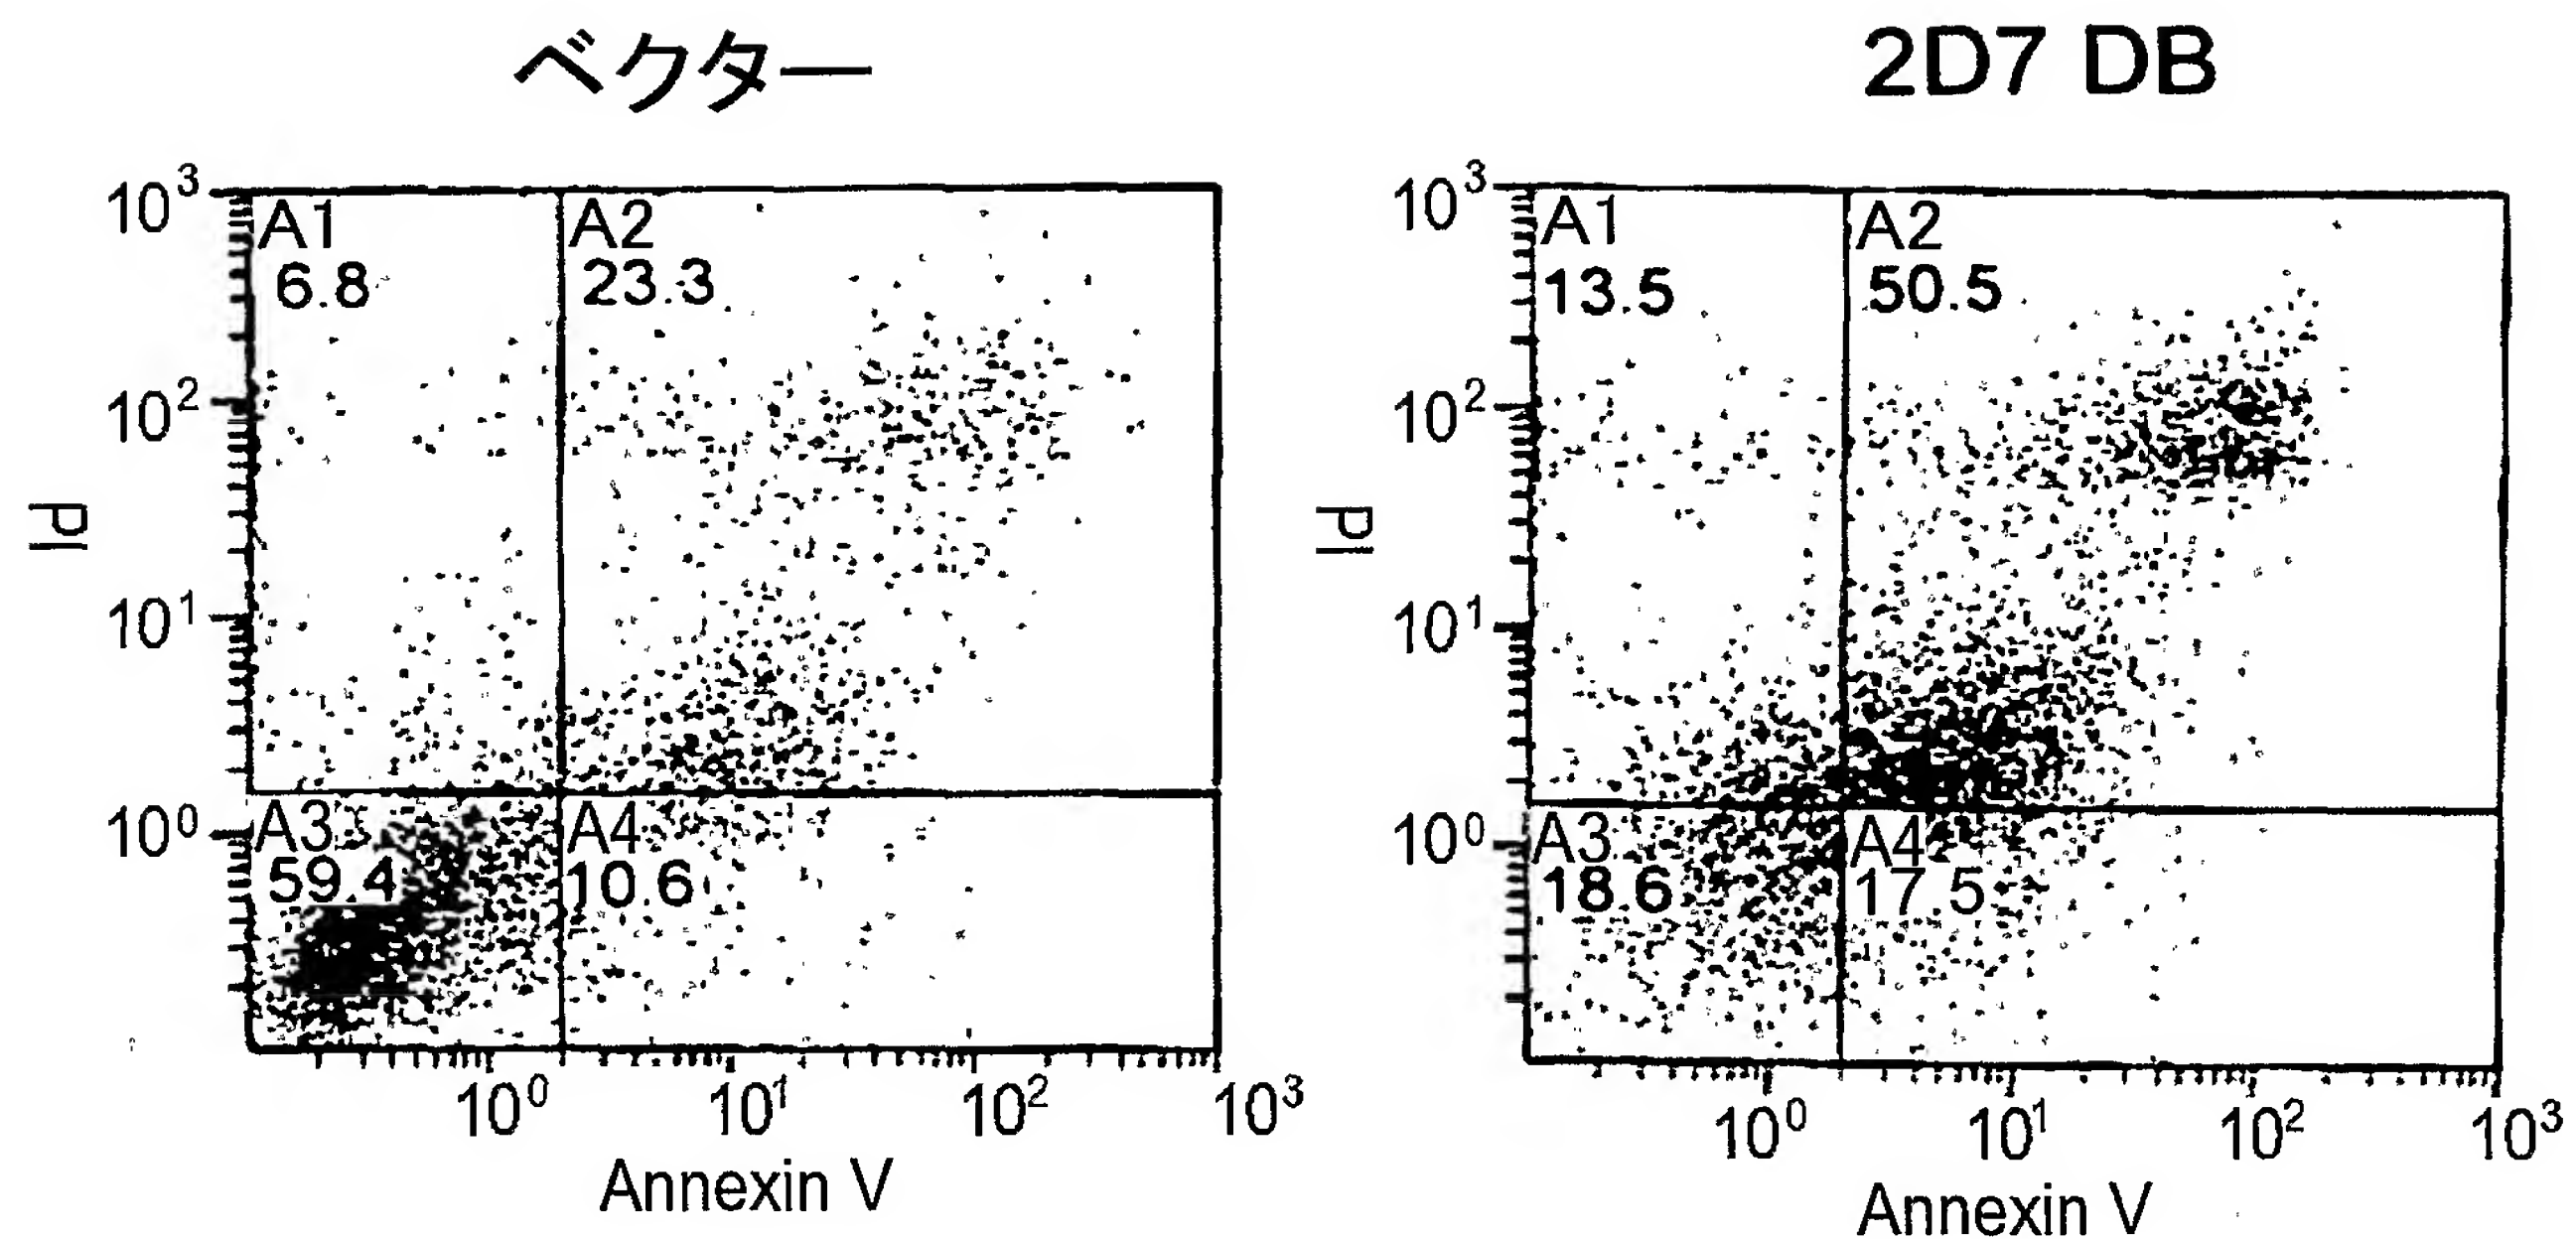 ベクター
10³
A1
6.8
A2
23.3
10²
PI
10¹
10⁰
A3
59.4
A4
10.6
10⁰ 10¹ 10² 10³
Annexin V
2D7 DB
10³
A1
13.5
A2
50.5
10²
PI
10¹
10⁰
A3
18.6
A4
17.5
10⁰ 10¹ 10² 10³
Annexin V